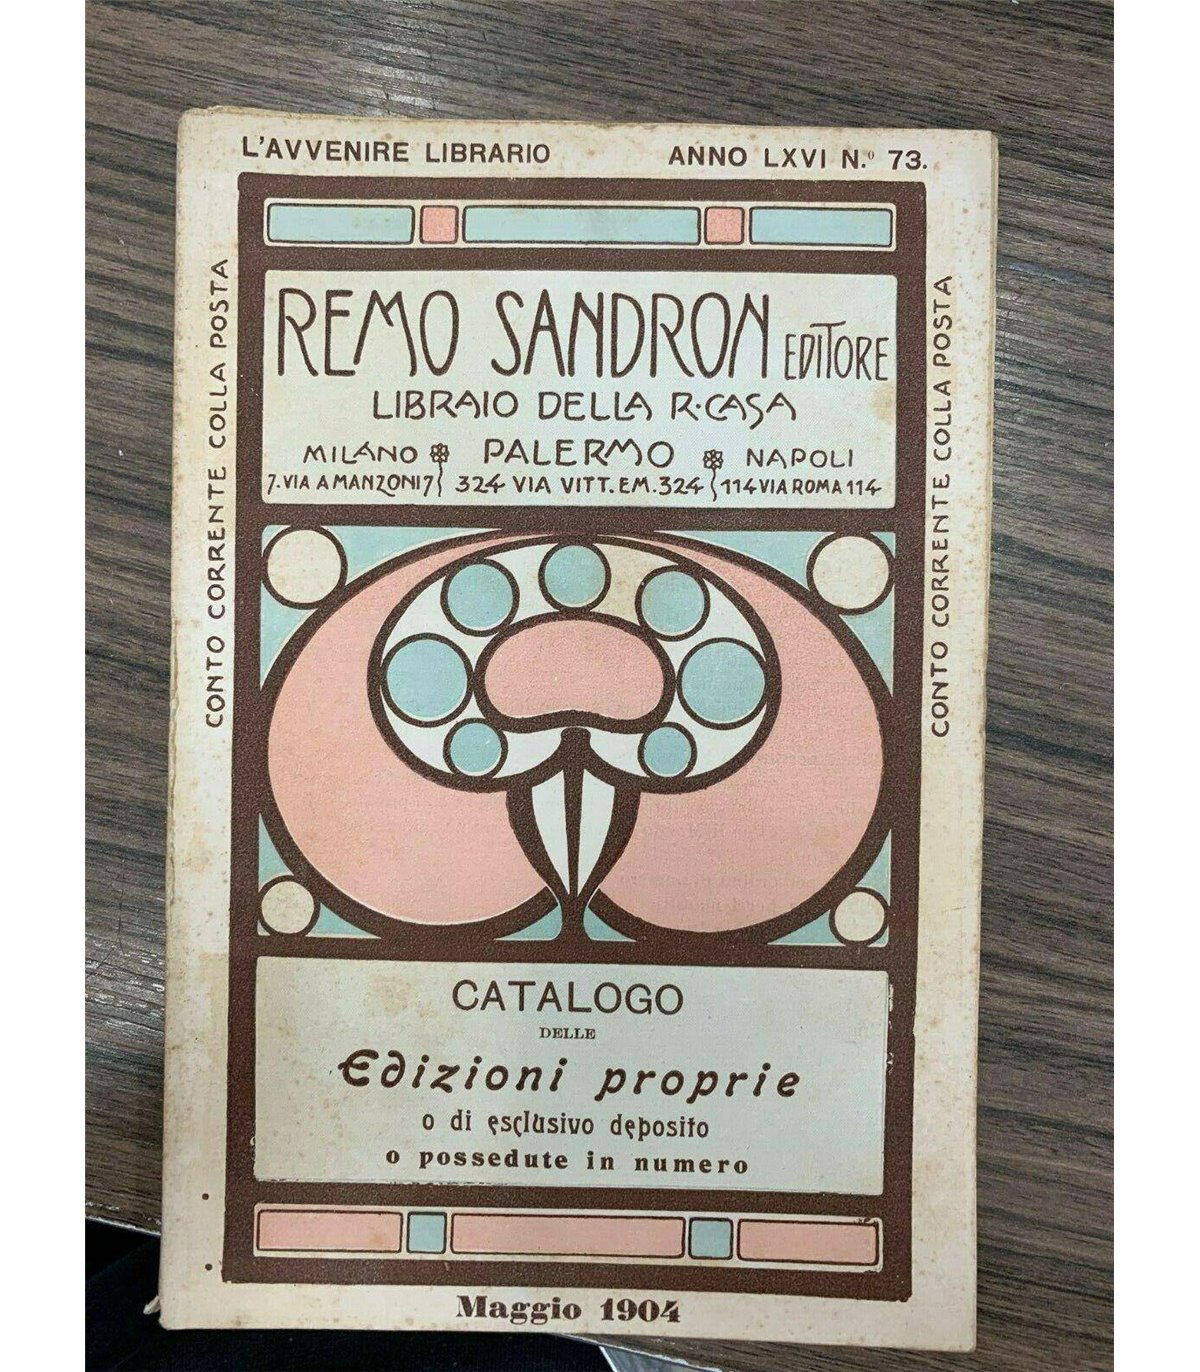 L'AVVENIRE LIBRARIO ANNO LXVI N.º 73.
CONTO CORRENTE COLLA POSTA
REMO SANDRON EDITORE
LIBRAIO DELLA R. CASA
MILANO PALERMO NAPOLI
7. VIA A MANZONI 7 324 VIA VITT. EM. 324 114 VIA ROMA 114
CONTO CORRENTE COLLA POSTA
CATALOGO
DELLE
Edizioni proprie
o di esclusivo deposito
o possedute in numero
Maggio 1904